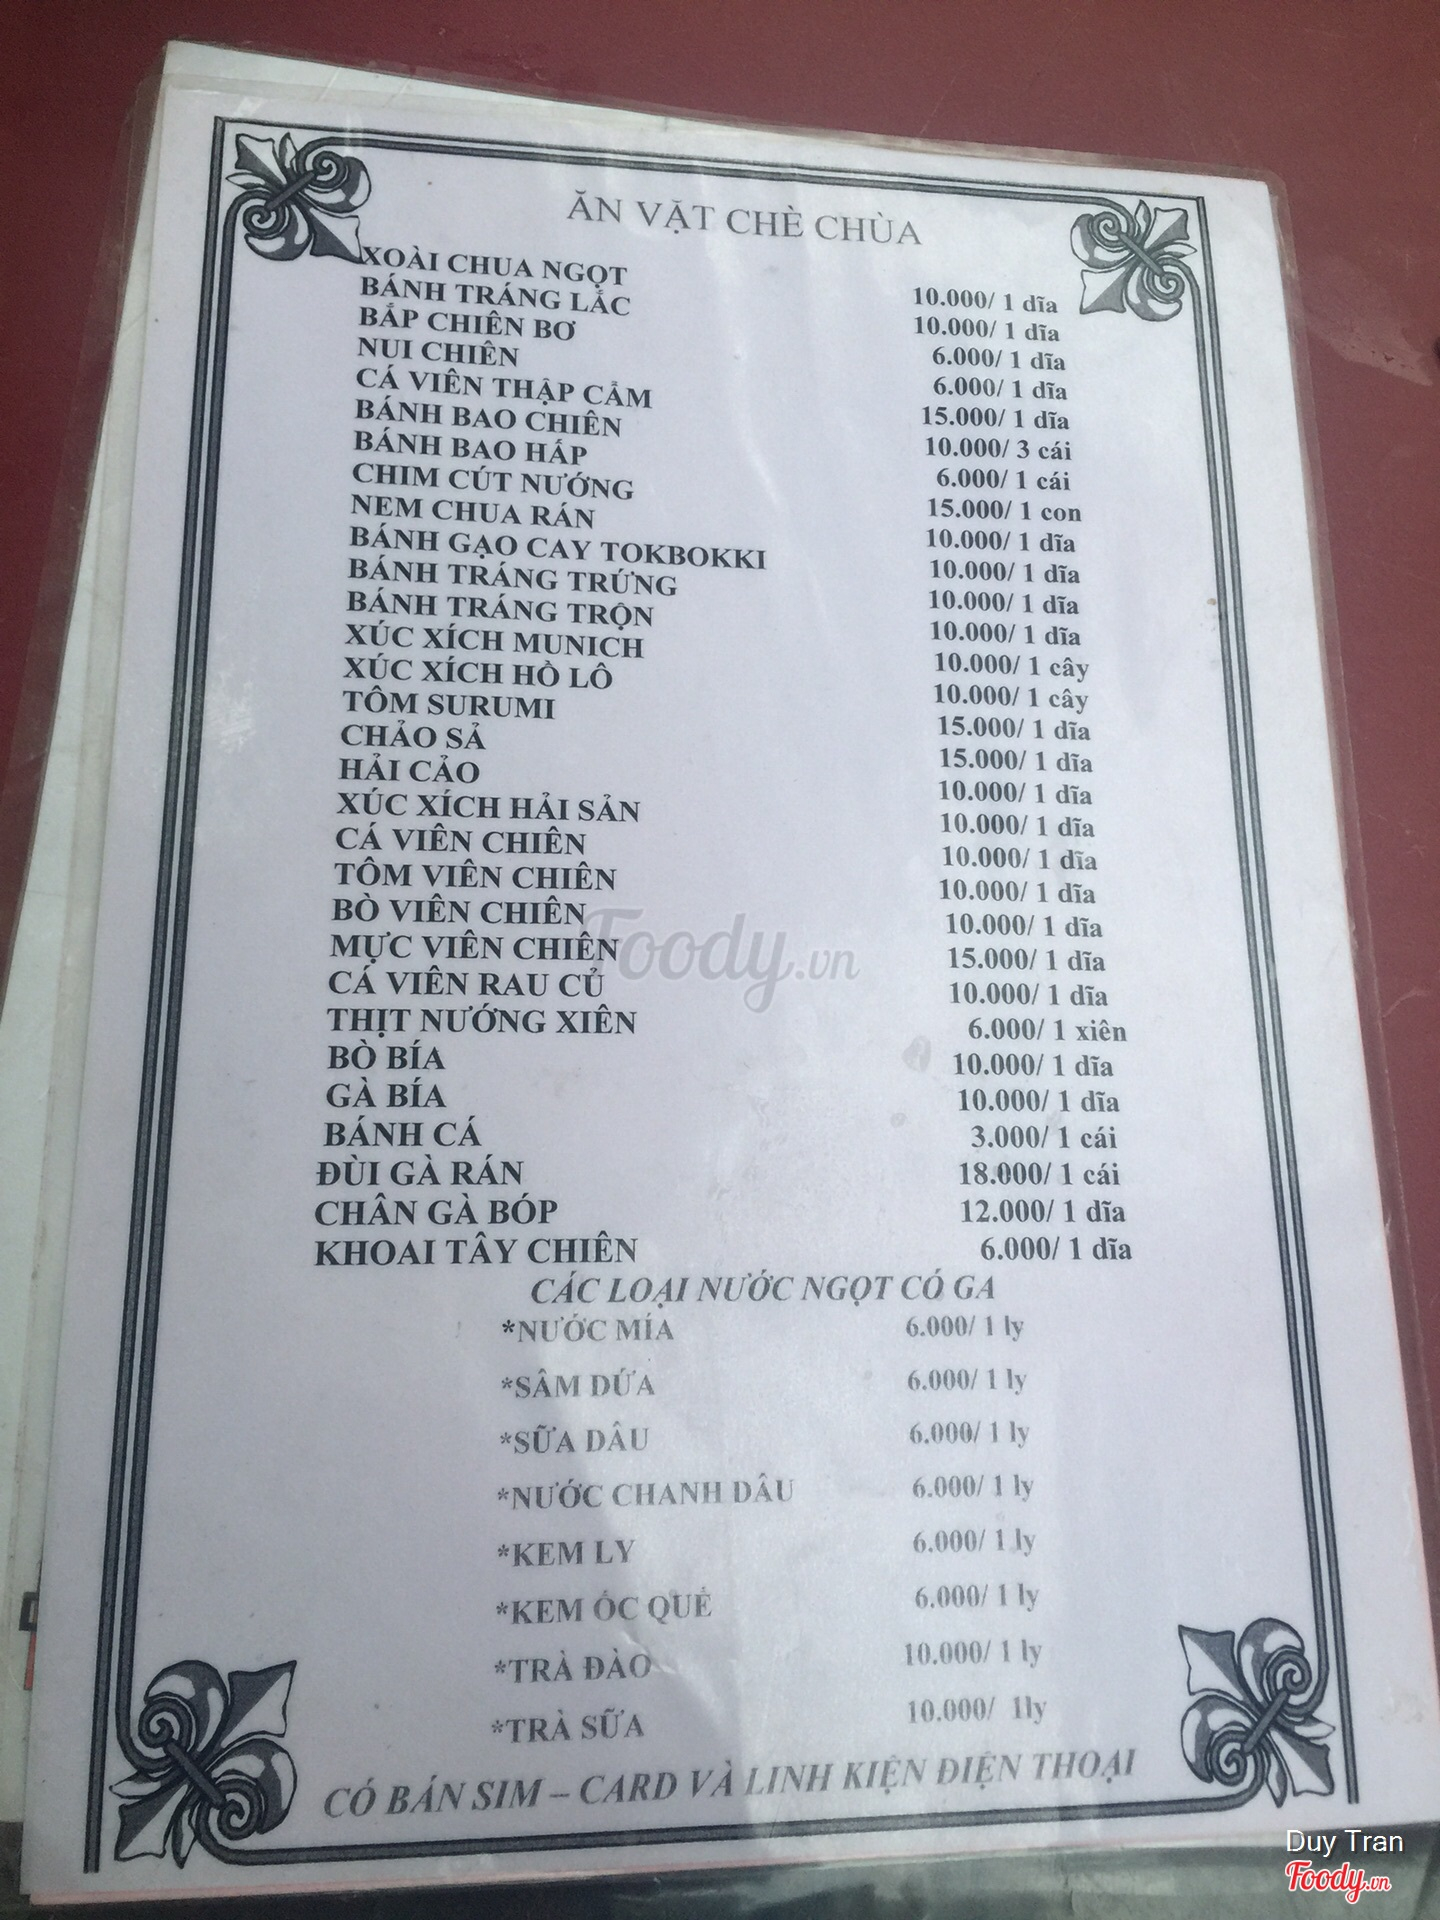 ĂN VẶT CHÈ CHÙA
XOÀI CHUA NGỌT 10.000/ 1 dĩa
BÁNH TRÁNG LẮC 10.000/ 1 dĩa
BẮP CHIÊN BƠ 6.000/ 1 dĩa
NUI CHIÊN 6.000/ 1 dĩa
CÁ VIÊN THẬP CẨM 15.000/ 1 dĩa
BÁNH BAO CHIÊN 10.000/ 3 cái
BÁNH BAO HẤP 6.000/ 1 cái
CHIM CÚT NƯỚNG 15.000/ 1 con
NEM CHUA RÁN 10.000/ 1 dĩa
BÁNH GẠO CAY TOKBOKKI 10.000/ 1 dĩa
BÁNH TRÁNG TRỨNG 10.000/ 1 dĩa
BÁNH TRÁNG TRỘN 10.000/ 1 dĩa
XÚC XÍCH MUNICH 10.000/ 1 cây
XÚC XÍCH HỒ LÔ 10.000/ 1 cây
TÔM SURUMI 15.000/ 1 dĩa
CHẢO SẢ 15.000/ 1 dĩa
HẢI CẢO 10.000/ 1 dĩa
XÚC XÍCH HẢI SẢN 10.000/ 1 dĩa
CÁ VIÊN CHIÊN 10.000/ 1 dĩa
TÔM VIÊN CHIÊN 10.000/ 1 dĩa
BÒ VIÊN CHIÊN 10.000/ 1 dĩa
MỰC VIÊN CHIÊN 15.000/ 1 dĩa
CÁ VIÊN RAU CỦ 10.000/ 1 dĩa
THỊT NƯỚNG XIÊN 6.000/ 1 xiên
BÒ BÍA 10.000/ 1 dĩa
GÀ BÍA 10.000/ 1 dĩa
BÁNH CÁ 3.000/ 1 cái
ĐÙI GÀ RÁN 18.000/ 1 cái
CHÂN GÀ BÓP 12.000/ 1 dĩa
KHOAI TÂY CHIÊN 6.000/ 1 dĩa
CÁC LOẠI NƯỚC NGỌT CÓ GA
*NƯỚC MÍA 6.000/ 1 ly
*SÂM DỨA 6.000/ 1 ly
*SỮA DÂU 6.000/ 1 ly
*NƯỚC CHANH DÂU 6.000/ 1 ly
*KEM LY 6.000/ 1 ly
*KEM ỐC QUẾ 6.000/ 1 ly
*TRÀ ĐÀO 10.000/ 1 ly
*TRÀ SỮA 10.000/ 1ly
CÓ BÁN SIM – CARD VÀ LINH KIỆN ĐIỆN THOẠI
Foody.vn
Duy Tran
Foody.vn